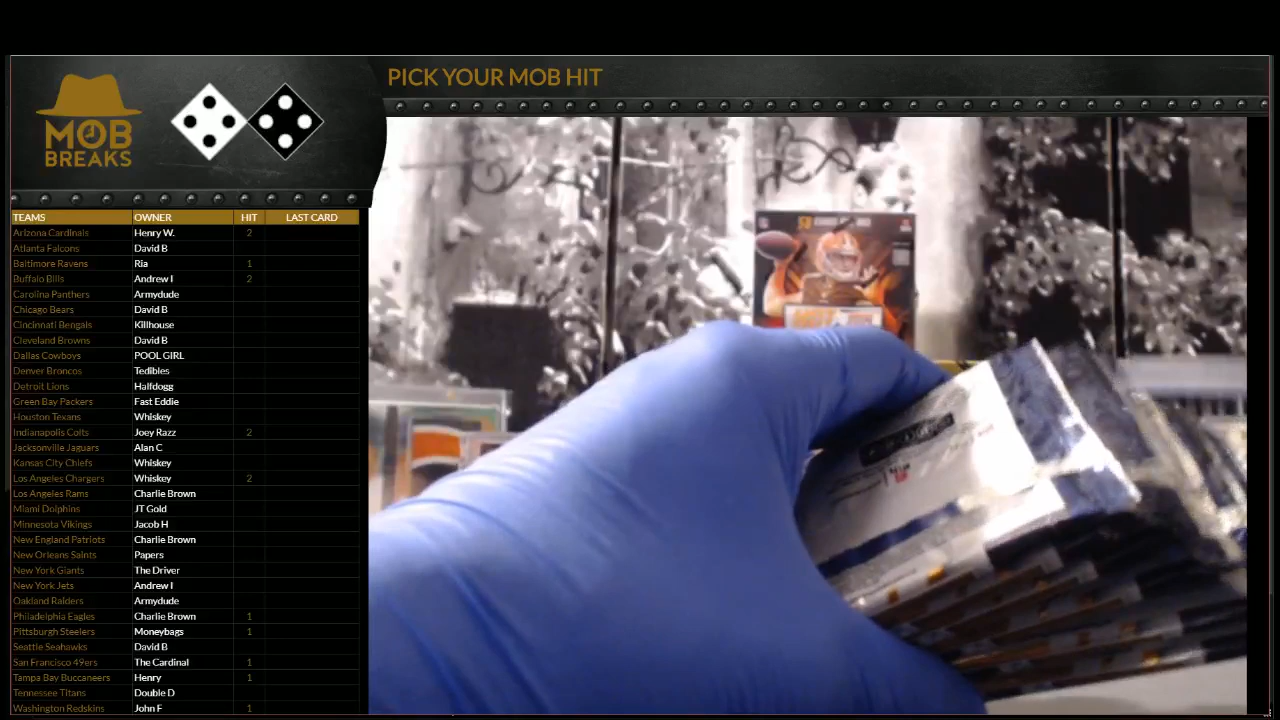 PICK YOUR MOB HIT
MOB
BREAKS
TEAMS OWNER HIT LAST CARD
Arizona Cardinals Henry W. 2
Atlanta Falcons David B
Baltimore Ravens Ria 1
Buffalo Bills Andrew I 2
Carolina Panthers Armydude
Chicago Bears David B
Cincinnati Bengals Killhouse
Cleveland Browns David B
Dallas Cowboys POOL GIRL
Denver Broncos Tedibles
Detroit Lions Halfdogg
Green Bay Packers Fast Eddie
Houston Texans Whiskey
Indianapolis Colts Joey Razz 2
Jacksonville Jaguars Alan C
Kansas City Chiefs Whiskey
Los Angeles Chargers Whiskey 2
Los Angeles Rams Charlie Brown
Miami Dolphins JT Gold
Minnesota Vikings Jacob H
New England Patriots Charlie Brown
New Orleans Saints Papers
New York Giants The Driver
New York Jets Andrew I
Oakland Raiders Armydude
Philadelphia Eagles Charlie Brown 1
Pittsburgh Steelers Moneybags 1
Seattle Seahawks David B
San Francisco 49ers The Cardinal 1
Tampa Bay Buccaneers Henry 1
Tennessee Titans Double D
Washington Redskins John F 1